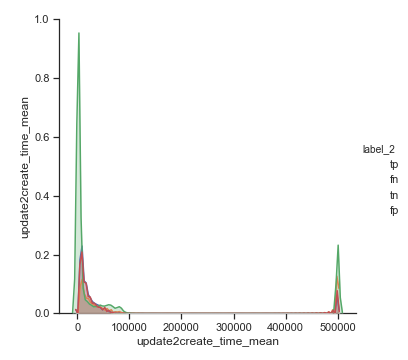 1.0
0.8
0.6
0.4
0.2
0.0
update2create_time_mean
0 100000 200000 300000 400000 500000
update2create_time_mean
label_2
tp
fn
tn
fp